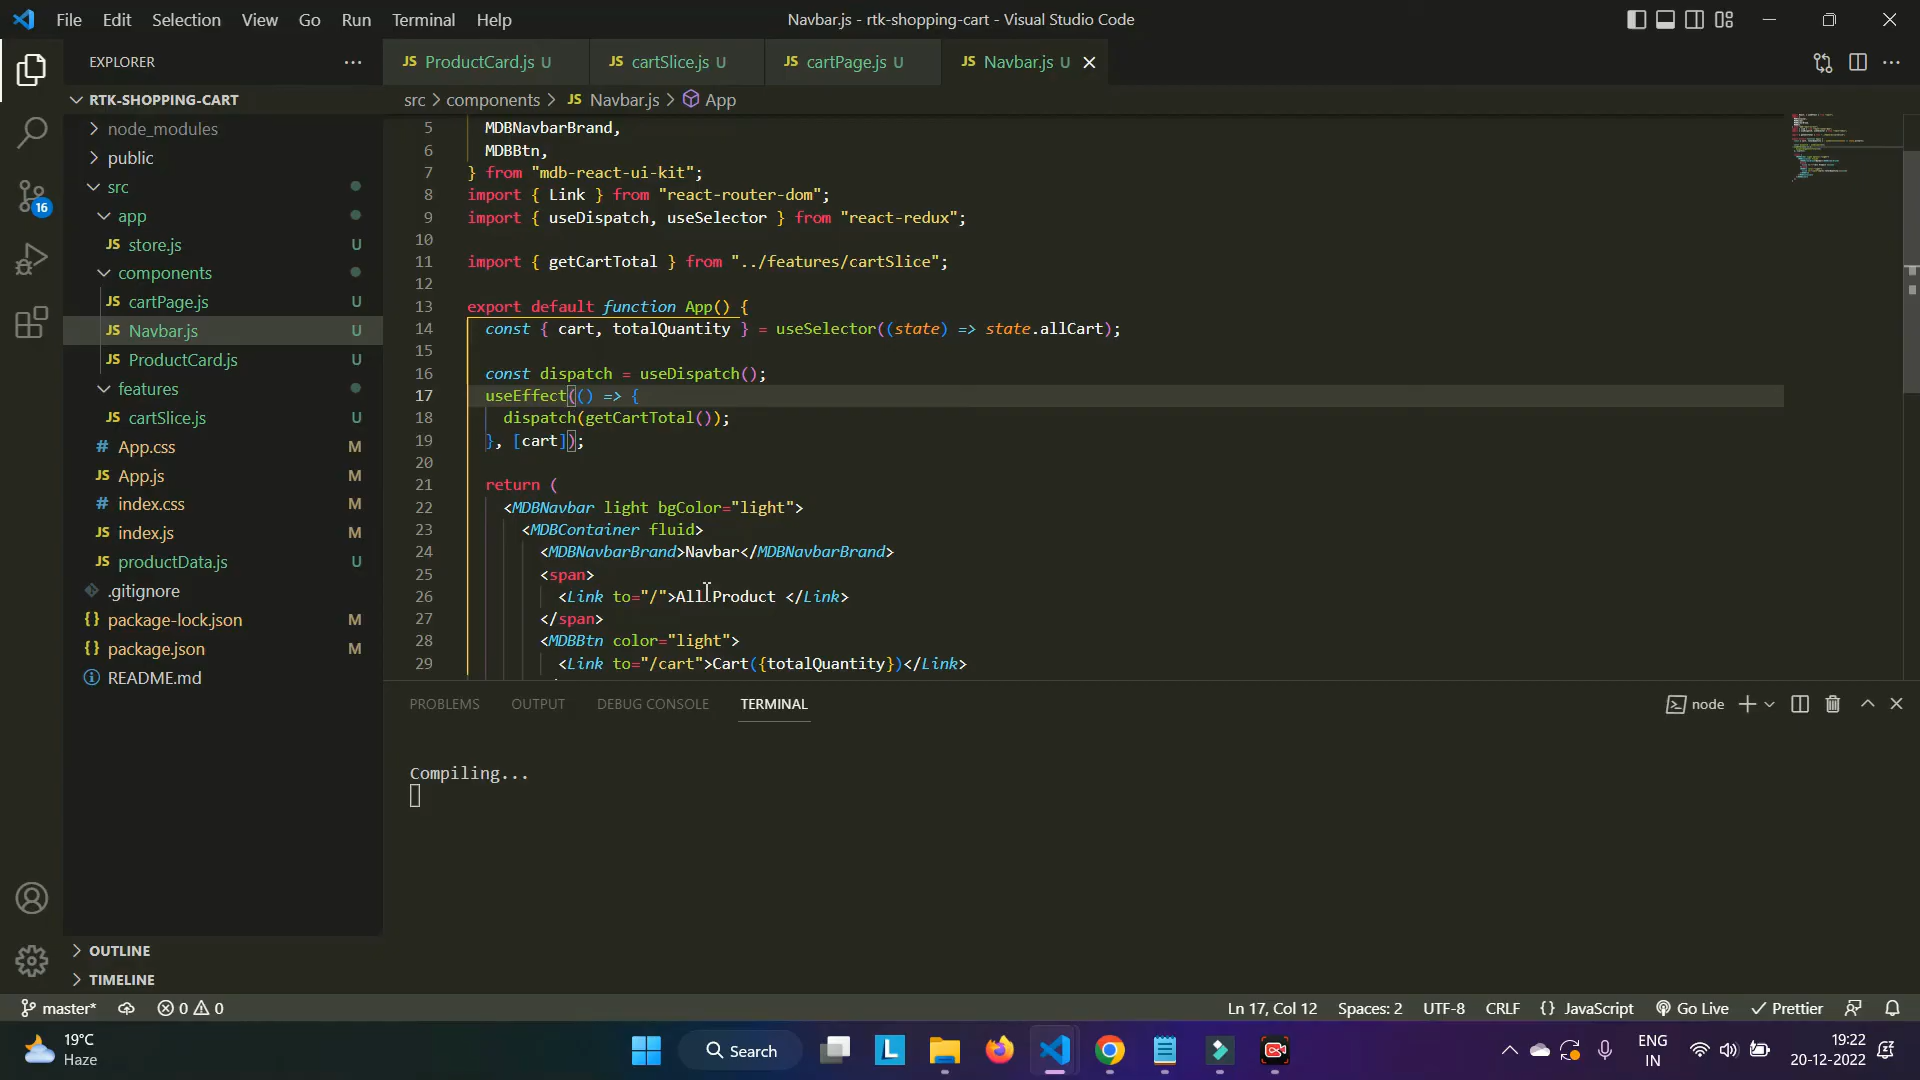 File Edit Selection View Go Run Terminal Help
Navbar.js - rtk-shopping-cart - Visual Studio Code
EXPLORER
JS ProductCard.js U
JS cartSlice.js U
JS cartPage.js U
JS Navbar.js U
RTK-SHOPPING-CART
src > components > JS Navbar.js > App
node_modules
public
src
app
JS store.js U
components
JS cartPage.js U
JS Navbar.js U
JS ProductCard.js U
features
JS cartSlice.js U
# App.css M
JS App.js M
# index.css M
JS index.js M
JS productData.js U
.gitignore
{} package-lock.json M
{} package.json M
README.md
16
OUTLINE
TIMELINE
5 MDBNavbarBrand,
6 MDBBtn,
7 } from "mdb-react-ui-kit";
8 import { Link } from "react-router-dom";
9 import { useDispatch, useSelector } from "react-redux";
10
11 import { getCartTotal } from "../features/cartSlice";
12
13 export default function App() {
14 const { cart, totalQuantity } = useSelector((state) => state.allCart);
15
16 const dispatch = useDispatch();
17 useEffect(() => {
18 dispatch(getCartTotal());
19 }, [cart]);
20
21 return (
22 <MDBNavbar light bgColor="light">
23 <MDBContainer fluid>
24 <MDBNavbarBrand>Navbar</MDBNavbarBrand>
25 <span>
26 <Link to="/">All Product </Link>
27 </span>
28 <MDBBtn color="light">
29 <Link to="/cart">Cart({totalQuantity})</Link>
PROBLEMS OUTPUT DEBUG CONSOLE TERMINAL
node
Compiling...
master* 0 0
Ln 17, Col 12 Spaces: 2 UTF-8 CRLF {} JavaScript Go Live Prettier
19°C
Haze
Search
L
ENG
IN
19:22
20-12-2022